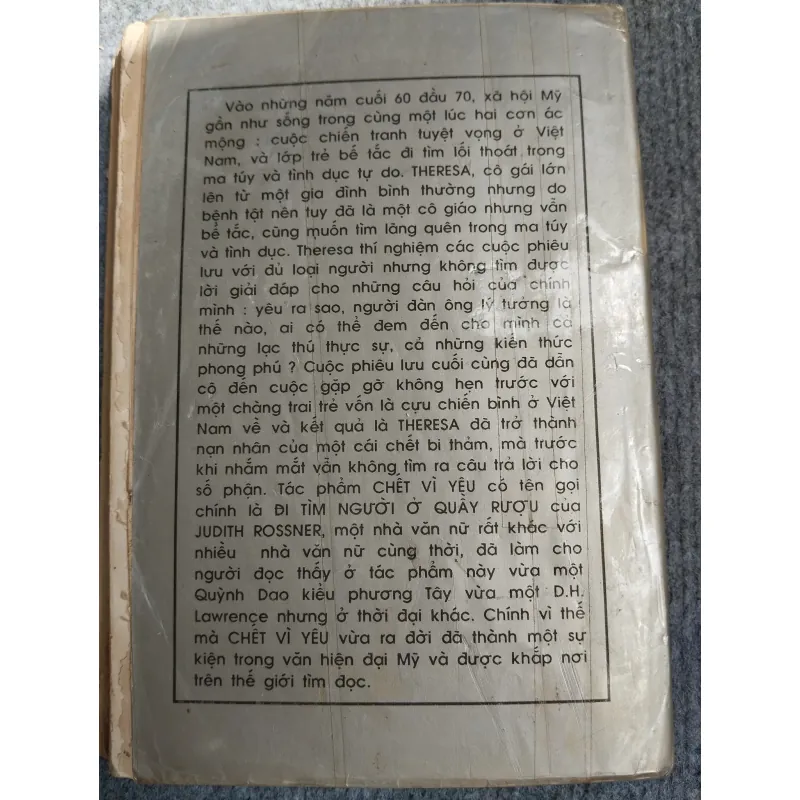 Vào những năm cuối 60 đầu 70, xã hội Mỹ
gần như sống trong cùng một lúc hai cơn ác
mộng : cuộc chiến tranh tuyệt vọng ở Việt
Nam, và lớp trẻ bế tắc đi tìm lối thoát trong
ma túy và tình dục tự do. THERESA, cô gái lớn
lên từ một gia đình bình thường nhưng do
bệnh tật nên tuy đã là một cô giáo nhưng vẫn
bế tắc, cũng muốn tìm lãng quên trong ma túy
và tình dục. Theresa thí nghiệm các cuộc phiêu
lưu với đủ loại người nhưng không tìm được
lời giải đáp cho những câu hỏi của chính
mình : yêu ra sao, người đàn ông lý tưởng là
thế nào, ai có thể đem đến cho mình cả
những lạc thú thực sự, cả những kiến thức
phong phú ? Cuộc phiêu lưu cuối cùng đã dẫn
cô đến cuộc gặp gỡ không hẹn trước với
một chàng trai trẻ vốn là cựu chiến binh ở Việt
Nam về và kết quả là THERESA đã trở thành
nạn nhân của một cái chết bi thảm, mà trước
khi nhắm mắt vẫn không tìm ra câu trả lời cho
số phận. Tác phẩm CHẾT VÌ YÊU có tên gọi
chính là ĐI TÌM NGƯỜI Ở QUẦY RƯỢU của
JUDITH ROSSNER, một nhà văn nữ rất khác với
nhiều nhà văn nữ cùng thời, đã làm cho
người đọc thấy ở tác phẩm này vừa một
Quỳnh Dao kiểu phương Tây vừa một D.H.
Lawrence nhưng ở thời đại khác. Chính vì thế
mà CHẾT VÌ YÊU vừa ra đời đã thành một sự
kiện trong văn hiện đại Mỹ và được khắp nơi
trên thế giới tìm đọc.